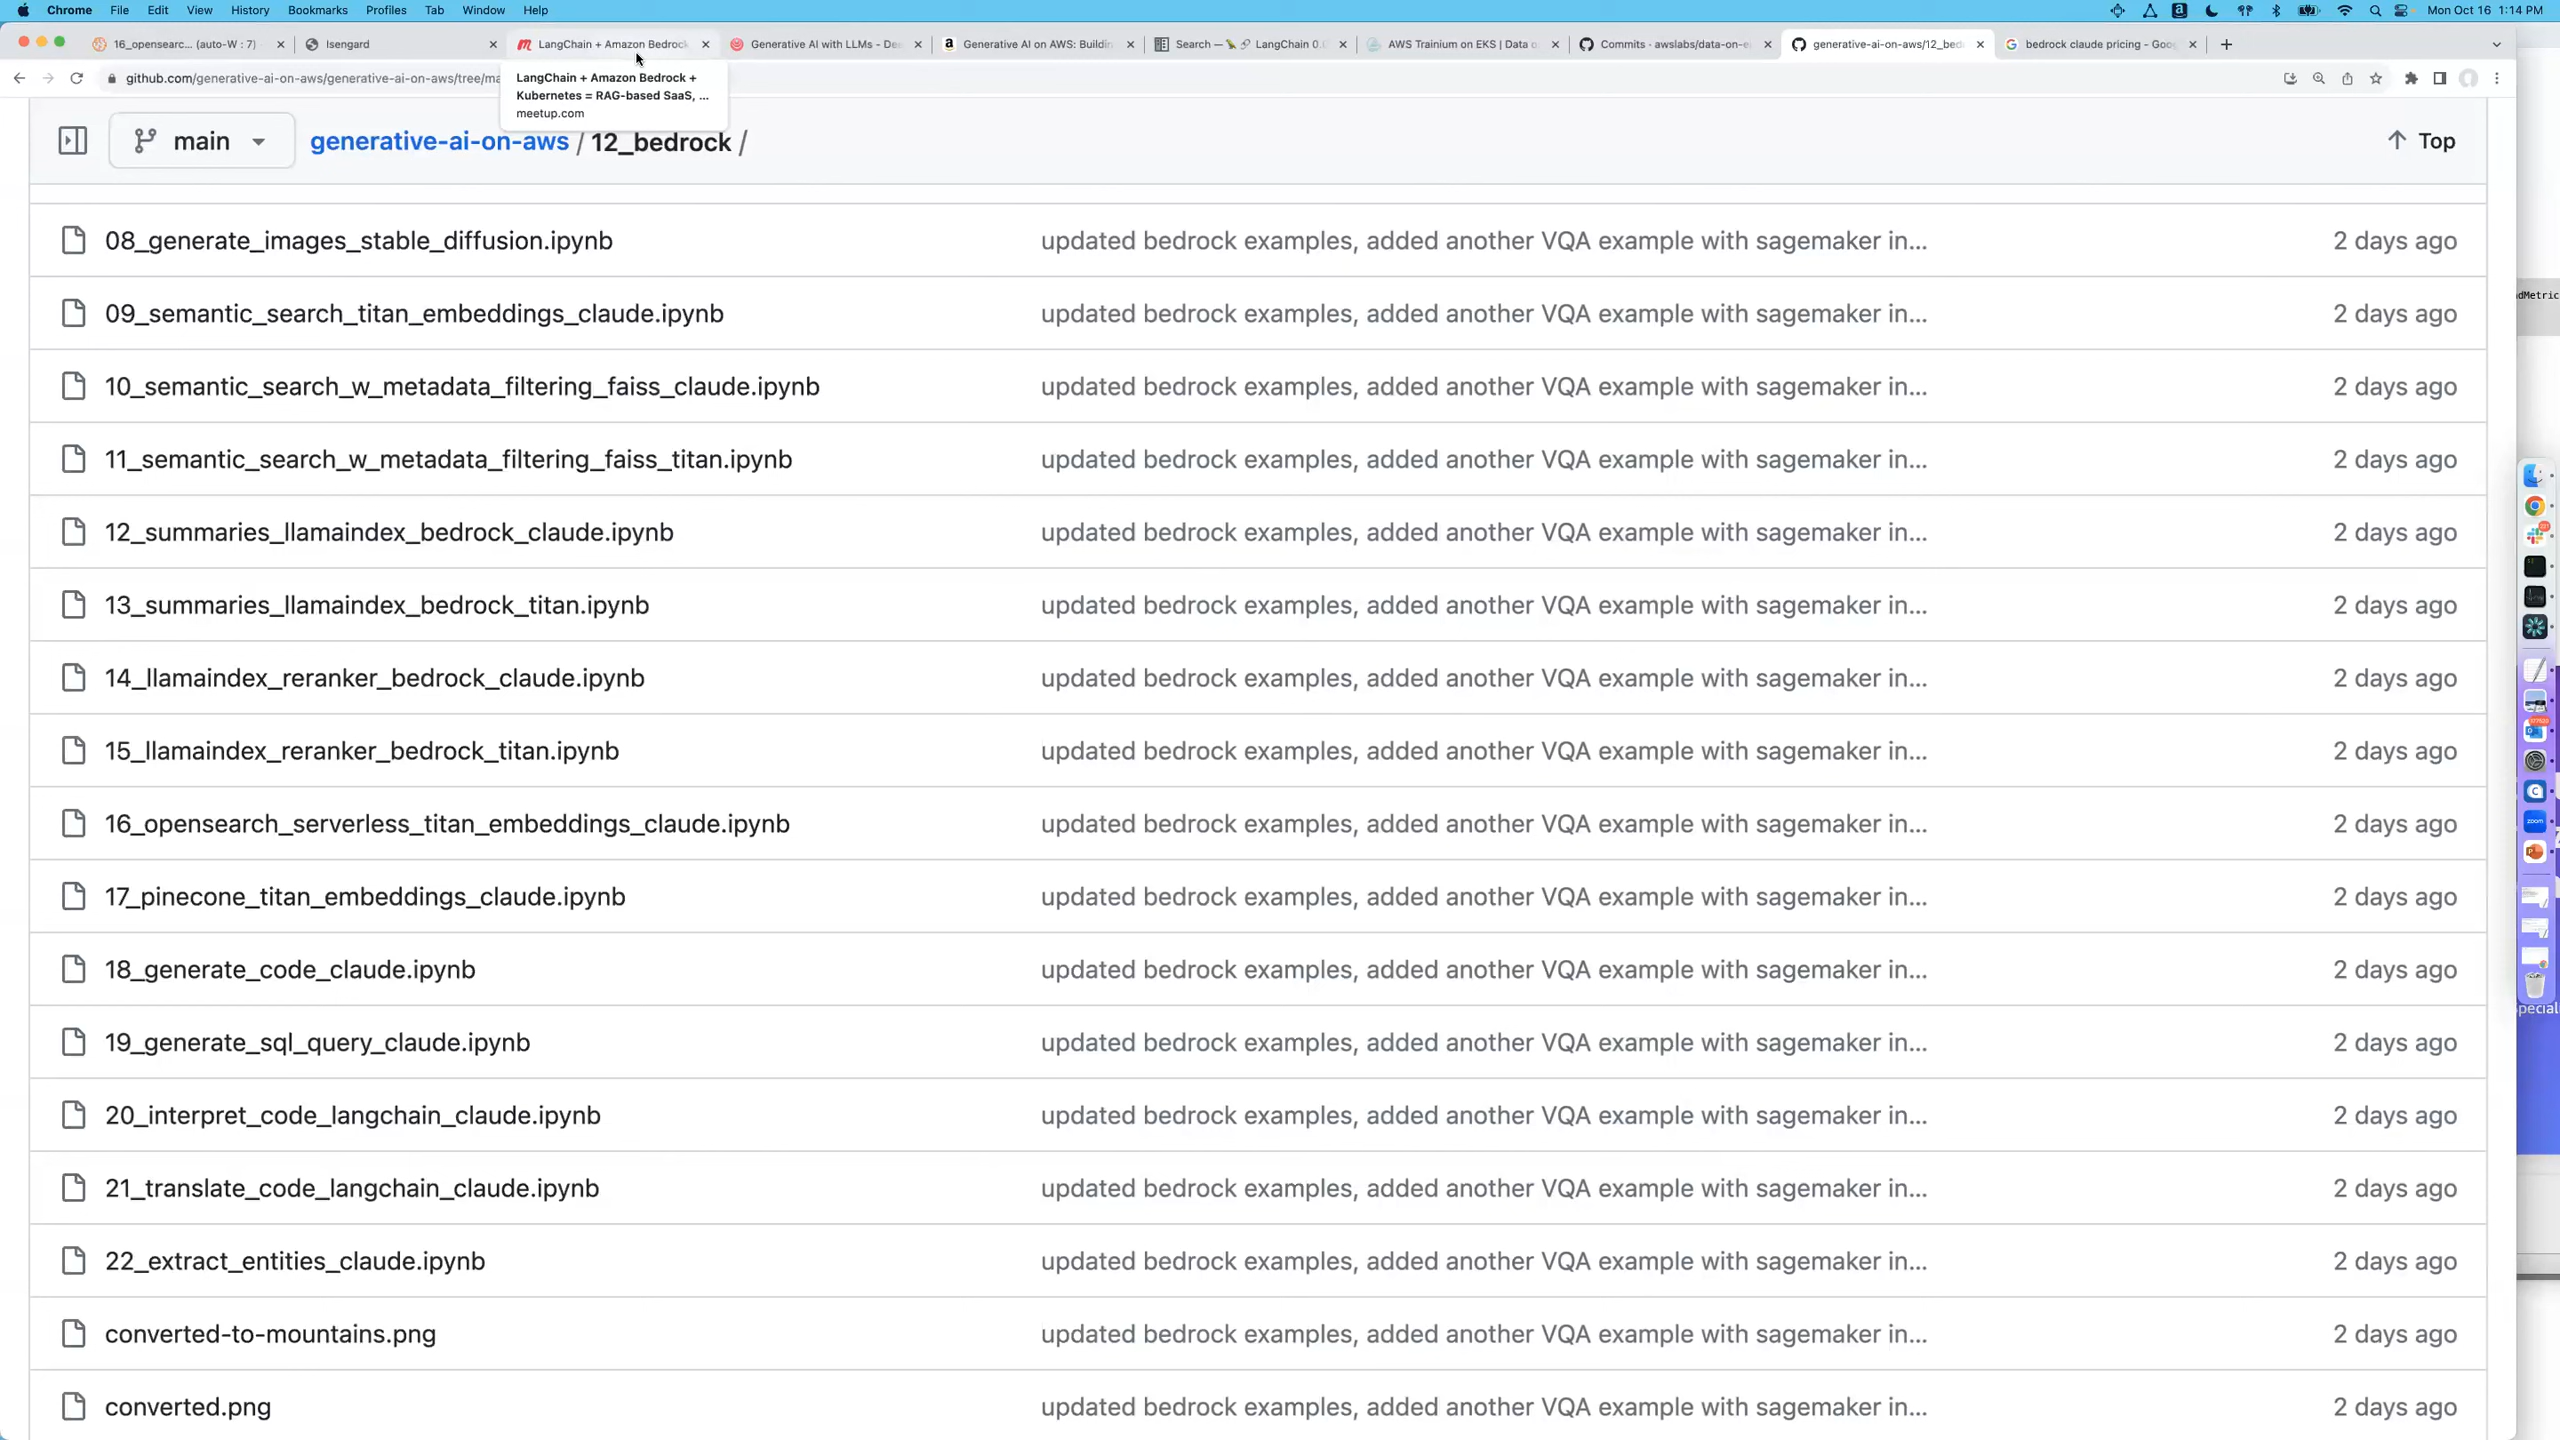 Chrome File Edit View History Bookmarks Profiles Tab Window Help Mon Oct 16 1:14 PM
16_opensearc... (auto-W : 7) Isengard LangChain + Amazon Bedrock Generative AI with LLMs - De Generative AI on AWS: Buildin Search — LangChain 0. AWS Trainium on EKS | Data o Commits · awslabs/data-on-e generative-ai-on-aws/12_bed bedrock claude pricing - Goo
github.com/generative-ai-on-aws/generative-ai-on-aws/tree/ma
LangChain + Amazon Bedrock +
Kubernetes = RAG-based SaaS, ...
meetup.com
main generative-ai-on-aws / 12_bedrock / Top
08_generate_images_stable_diffusion.ipynb updated bedrock examples, added another VQA example with sagemaker in... 2 days ago
09_semantic_search_titan_embeddings_claude.ipynb updated bedrock examples, added another VQA example with sagemaker in... 2 days ago
10_semantic_search_w_metadata_filtering_faiss_claude.ipynb updated bedrock examples, added another VQA example with sagemaker in... 2 days ago
11_semantic_search_w_metadata_filtering_faiss_titan.ipynb updated bedrock examples, added another VQA example with sagemaker in... 2 days ago
12_summaries_llamaindex_bedrock_claude.ipynb updated bedrock examples, added another VQA example with sagemaker in... 2 days ago
13_summaries_llamaindex_bedrock_titan.ipynb updated bedrock examples, added another VQA example with sagemaker in... 2 days ago
14_llamaindex_reranker_bedrock_claude.ipynb updated bedrock examples, added another VQA example with sagemaker in... 2 days ago
15_llamaindex_reranker_bedrock_titan.ipynb updated bedrock examples, added another VQA example with sagemaker in... 2 days ago
16_opensearch_serverless_titan_embeddings_claude.ipynb updated bedrock examples, added another VQA example with sagemaker in... 2 days ago
17_pinecone_titan_embeddings_claude.ipynb updated bedrock examples, added another VQA example with sagemaker in... 2 days ago
18_generate_code_claude.ipynb updated bedrock examples, added another VQA example with sagemaker in... 2 days ago
19_generate_sql_query_claude.ipynb updated bedrock examples, added another VQA example with sagemaker in... 2 days ago
20_interpret_code_langchain_claude.ipynb updated bedrock examples, added another VQA example with sagemaker in... 2 days ago
21_translate_code_langchain_claude.ipynb updated bedrock examples, added another VQA example with sagemaker in... 2 days ago
22_extract_entities_claude.ipynb updated bedrock examples, added another VQA example with sagemaker in... 2 days ago
converted-to-mountains.png updated bedrock examples, added another VQA example with sagemaker in... 2 days ago
converted.png updated bedrock examples, added another VQA example with sagemaker in... 2 days ago
dMetric
zoom
pecial